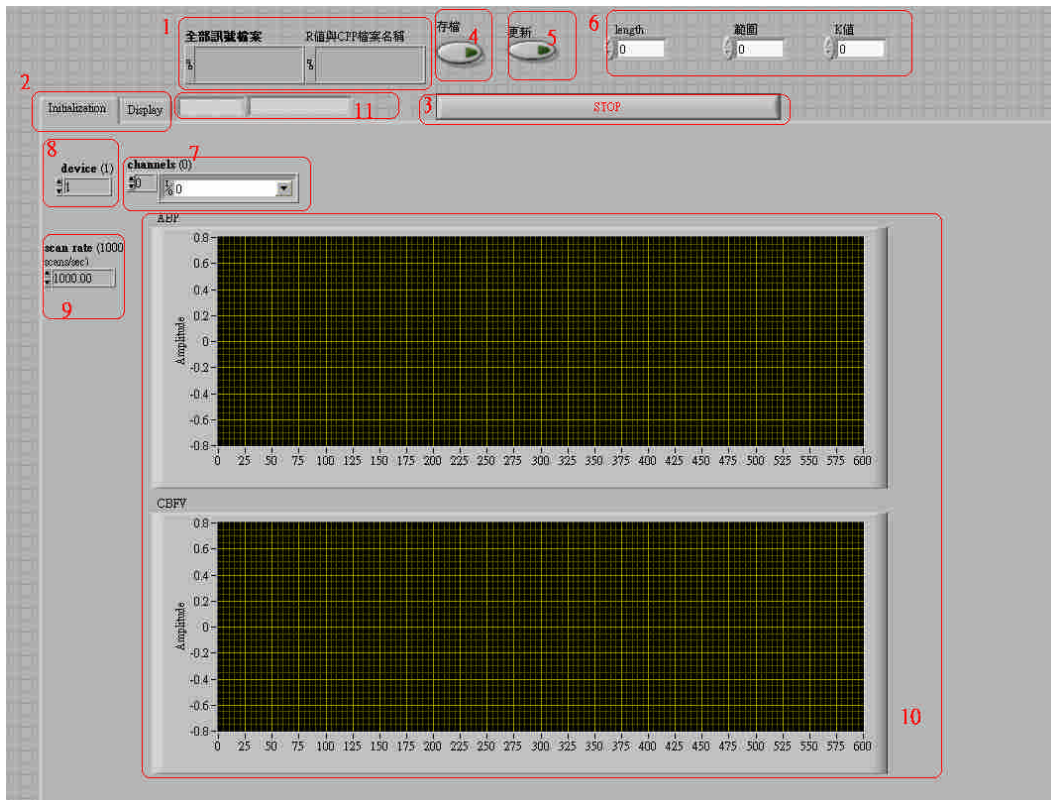 1
全部訊號檔案
R值與CPP檔案名稱
存檔
4
更新
5
6
length
0
範圍
0
K值
0
2
Initialization
Display
11
3
STOP
8
device (1)
1
7
channels (0)
0
0
scan rate (1000
scans/sec)
1000.00
9
ABP
Amplitude
0.8
0.6
0.4
0.2
0
-0.2
-0.4
-0.6
-0.8
0 25 50 75 100 125 150 175 200 225 250 275 300 325 350 375 400 425 450 475 500 525 550 575 600
CBFV
Amplitude
0.8
0.6
0.4
0.2
0
-0.2
-0.4
-0.6
-0.8
0 25 50 75 100 125 150 175 200 225 250 275 300 325 350 375 400 425 450 475 500 525 550 575 600
10